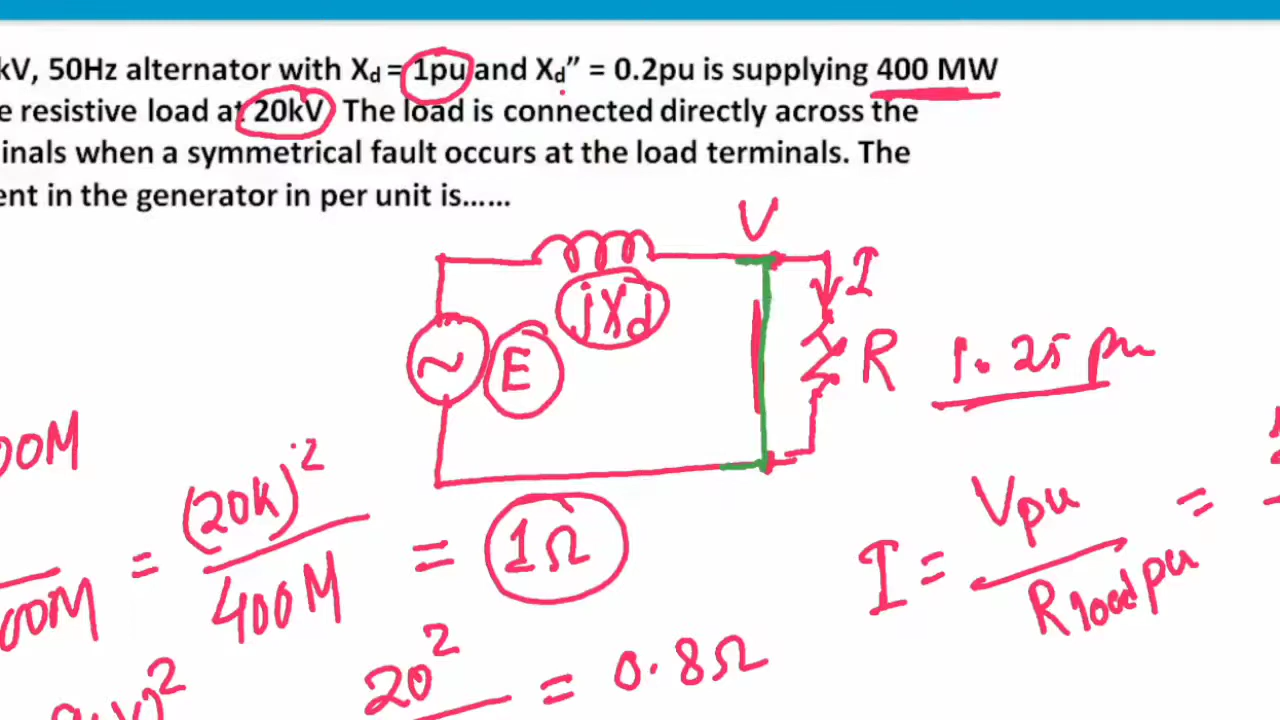 kV, 50Hz alternator with Xd = 1pu and Xd” = 0.2pu is supplying 400 MW
e resistive load at 20kV. The load is connected directly across the
inals when a symmetrical fault occurs at the load terminals. The
ent in the generator in per unit is......
V
I
jXd
E
R 1.25 pu
00M
(20k)²
= = 1Ω
00M 400M
I = Vpu =
Rload pu
20² = 0.8Ω